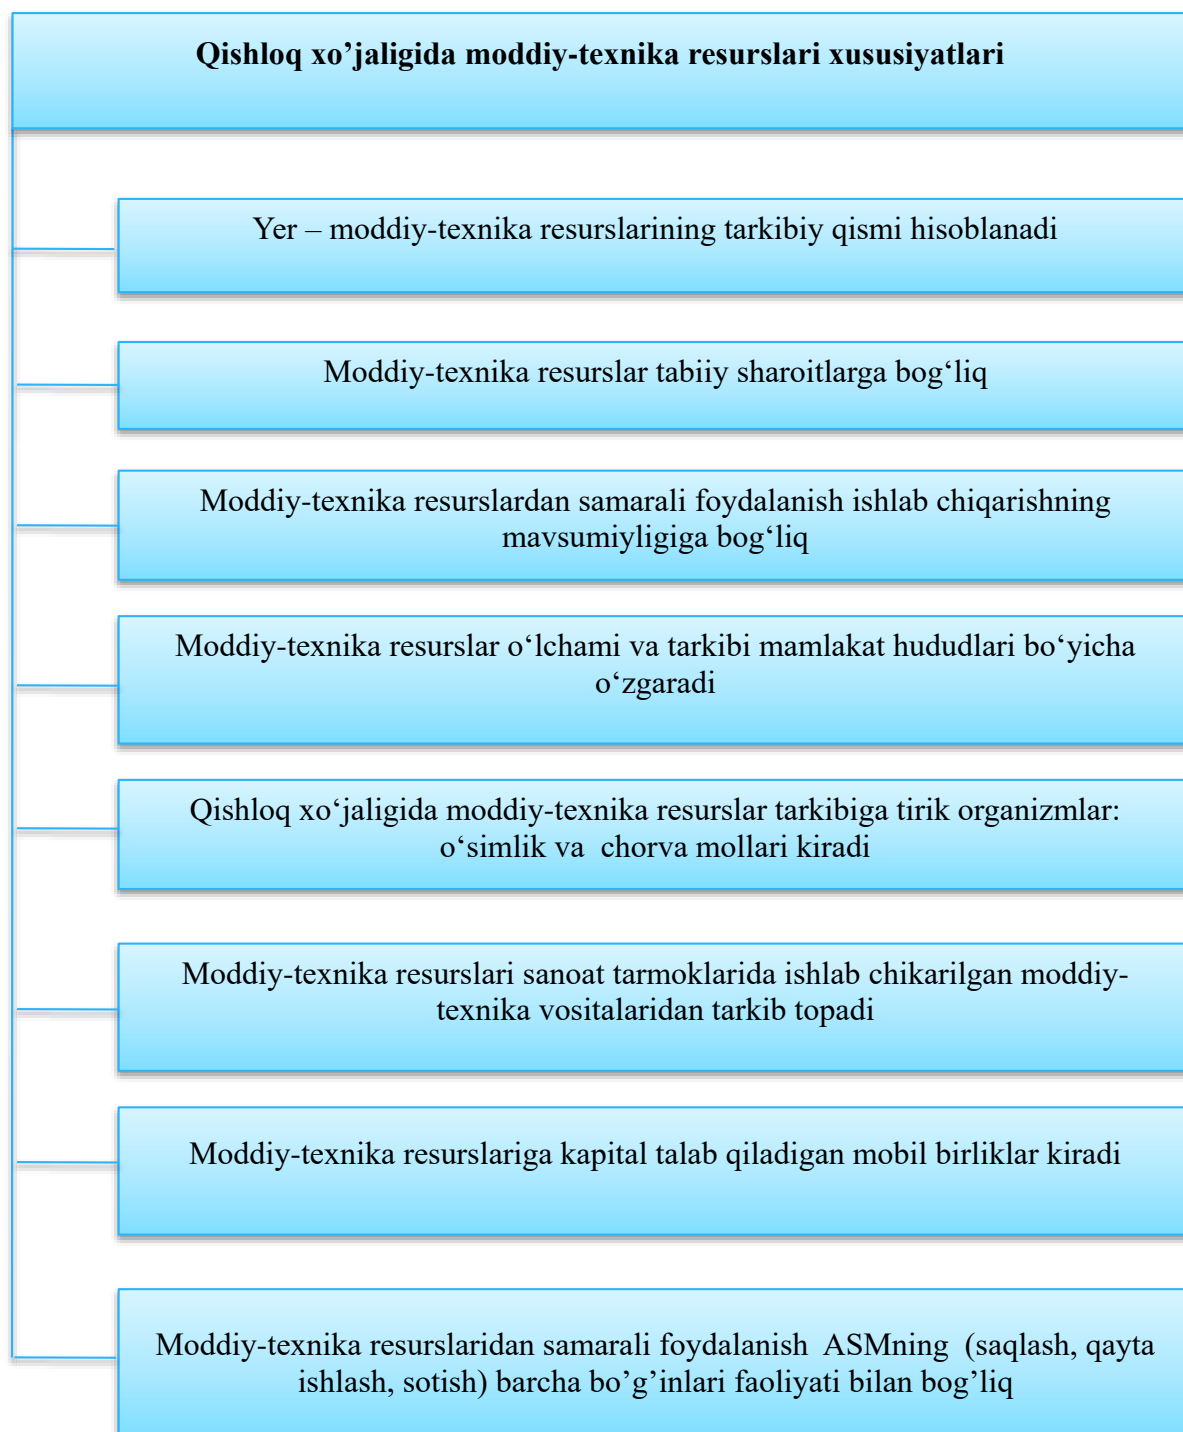 Qishloq xo’jaligida moddiy-texnika resurslari xususiyatlari
Yer – moddiy-texnika resurslarining tarkibiy qismi hisoblanadi
Moddiy-texnika resurslar tabiiy sharoitlarga bog‘liq
Moddiy-texnika resurslardan samarali foydalanish ishlab chiqarishning
mavsumiyligiga bog‘liq
Moddiy-texnika resurslar o‘lchami va tarkibi mamlakat hududlari bo‘yicha
o‘zgaradi
Qishloq xo‘jaligida moddiy-texnika resurslar tarkibiga tirik organizmlar:
o‘simlik va  chorva mollari kiradi
Moddiy-texnika resurslari sanoat tarmoklarida ishlab chikarilgan moddiy-
texnika vositalaridan tarkib topadi
Moddiy-texnika resurslariga kapital talab qiladigan mobil birliklar kiradi
Moddiy-texnika resurslaridan samarali foydalanish  ASMning  (saqlash, qayta
ishlash, sotish) barcha bo’g’inlari faoliyati bilan bog’liq